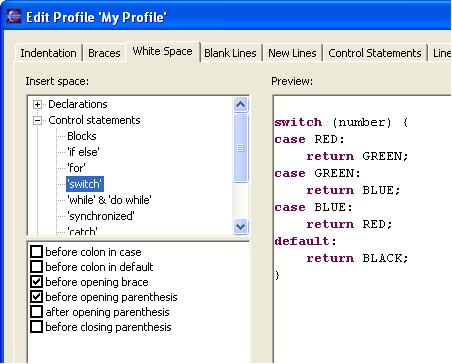 Edit Profile 'My Profile'
Indentation Braces White Space Blank Lines New Lines Control Statements Line
Insert space:
Declarations
Control statements
Blocks
'if else'
'for'
'switch'
'while' & 'do while'
'synchronized'
'catch'
before colon in case
before colon in default
before opening brace
before opening parenthesis
after opening parenthesis
before closing parenthesis
Preview:
switch (number) {
case RED:
    return GREEN;
case GREEN:
    return BLUE;
case BLUE:
    return RED;
default:
    return BLACK;
}